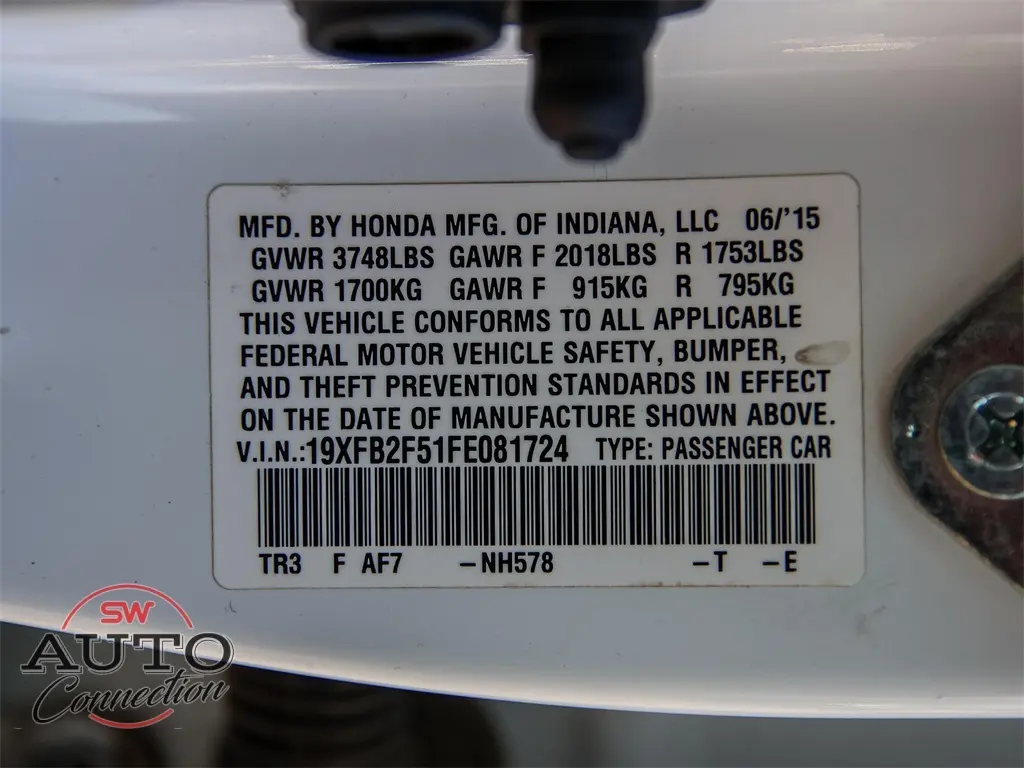 MFD. BY HONDA MFG. OF INDIANA, LLC 06/'15
GVWR 3748LBS GAWR F 2018LBS R 1753LBS
GVWR 1700KG GAWR F 915KG R 795KG
THIS VEHICLE CONFORMS TO ALL APPLICABLE
FEDERAL MOTOR VEHICLE SAFETY, BUMPER,
AND THEFT PREVENTION STANDARDS IN EFFECT
ON THE DATE OF MANUFACTURE SHOWN ABOVE.
V.I.N.:19XFB2F51FE081724 TYPE: PASSENGER CAR
TR3 F AF7 -NH578 -T -E
SW
AUTO
Connection